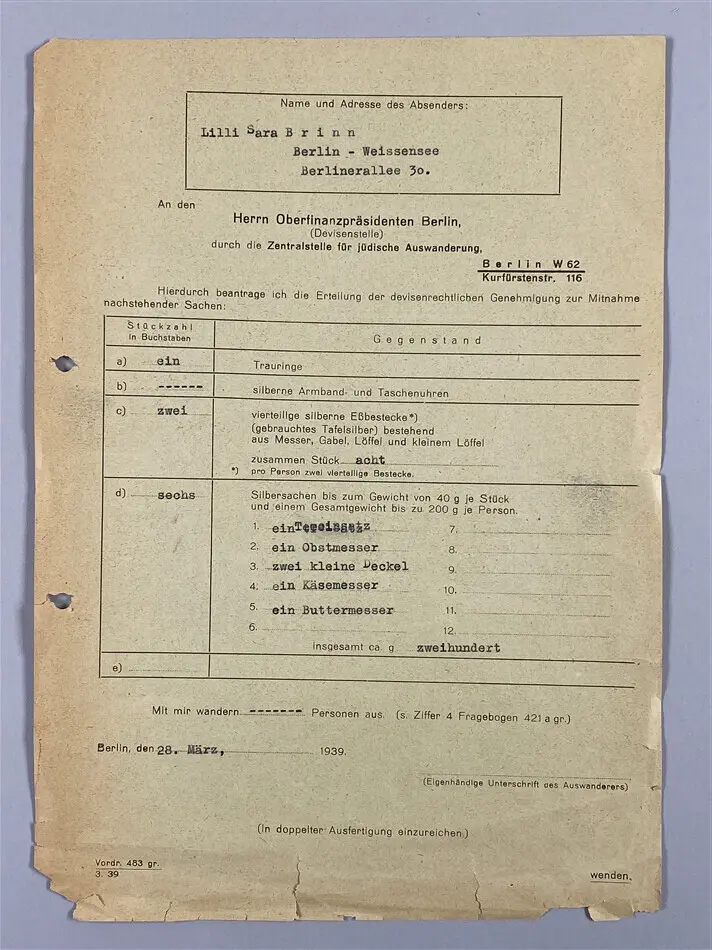 Name und Adresse des Absenders:
Lilli Sara B r i n n
Berlin - Weissensee
Berlinerallee 30.
An den
Herrn Oberfinanzpräsidenten Berlin,
(Devisenstelle)
durch die Zentralstelle für jüdische Auswanderung,
Berlin W 62
Kurfürstenstr. 116
Hierdurch beantrage ich die Erteilung der devisenrechtlichen Genehmigung zur Mitnahme
nachstehender Sachen:
Stückzahl
in Buchstaben
Gegenstand
a) ein Trauringe
b) ------ silberne Armband- und Taschenuhren
c) zwei vierteilige silberne Eßbestecke*)
(gebrauchtes Tafelsilber) bestehend
aus Messer, Gabel, Löffel und kleinem Löffel
zusammen Stück acht
*) pro Person zwei vierteilige Bestecke.
d) sechs Silbersachen bis zum Gewicht von 40 g je Stück
und einem Gesamtgewicht bis zu 200 g je Person.
1. ein 7.
2. ein Obstmesser 8.
3. zwei kleine Deckel 9.
4. ein Käsemesser 10.
5. ein Buttermesser 11.
6. 12.
insgesamt ca. g zweihundert
e)
Mit mir wandern ------- Personen aus. (s. Ziffer 4 Fragebogen 421 a gr.)
Berlin, den 28. März, 1939.
(Eigenhändige Unterschrift des Auswanderers)
(In doppelter Ausfertigung einzureichen.)
Vordr. 483 gr.
3. 39
wenden.